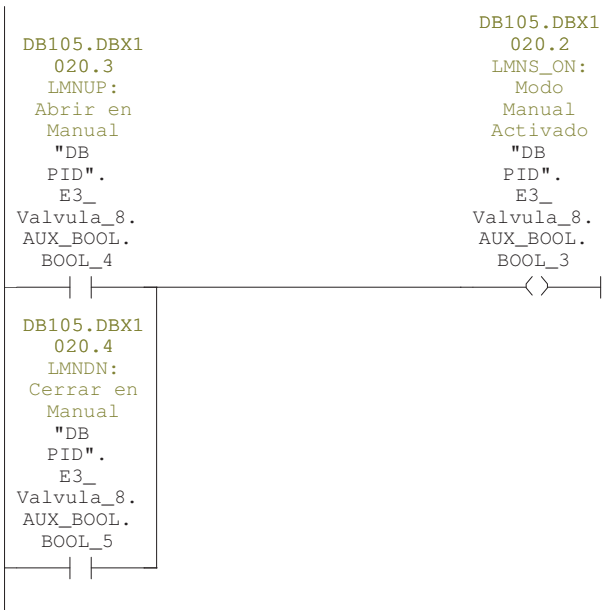 DB105.DBX1
020.3
LMNUP:
Abrir en
Manual
"DB
PID".
E3_
Valvula_8.
AUX_BOOL.
BOOL_4
DB105.DBX1
020.2
LMNS_ON:
Modo
Manual
Activado
"DB
PID".
E3_
Valvula_8.
AUX_BOOL.
BOOL_3
DB105.DBX1
020.4
LMNDN:
Cerrar en
Manual
"DB
PID".
E3_
Valvula_8.
AUX_BOOL.
BOOL_5